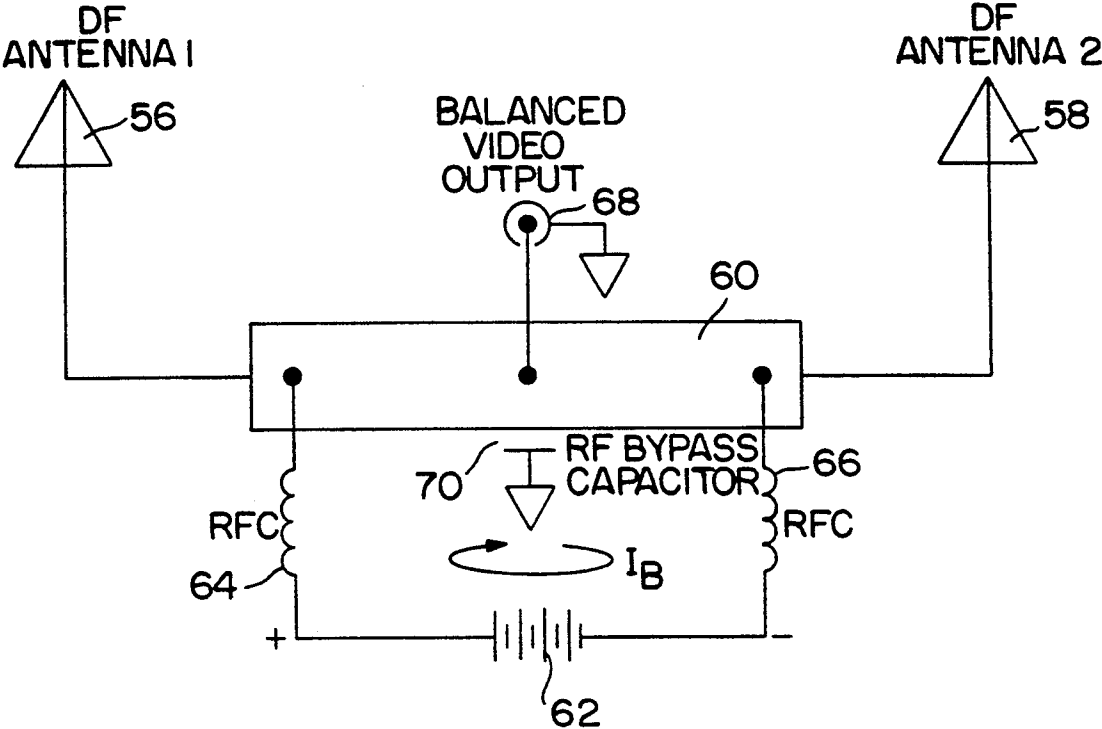 DF
ANTENNA 1
DF
ANTENNA 2
56
58
BALANCED
VIDEO
OUTPUT
68
60
70
RF BYPASS
CAPACITOR
66
RFC
RFC
64
IB
+
−
62